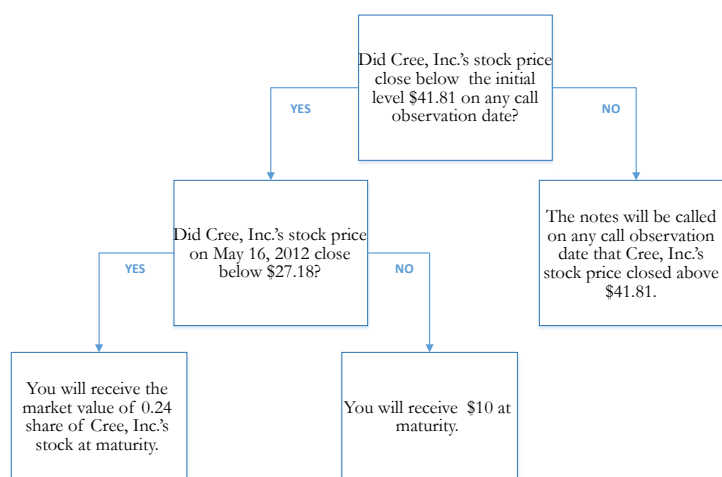 Did Cree, Inc.'s stock price
close below the initial
level $41.81 on any call
observation date?
YES
NO
Did Cree, Inc.'s stock price
on May 16, 2012 close
below $27.18?
The notes will be called
on any call observation
date that Cree, Inc.'s
stock price closed above
$41.81.
YES
NO
You will receive the
market value of 0.24
share of Cree, Inc.'s
stock at maturity.
You will receive $10 at
maturity.